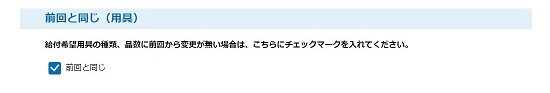 前回と同じ（用具）
給付希望用具の種類、品数に前回から変更が無い場合は、こちらにチェックマークを入れてください。
前回と同じ